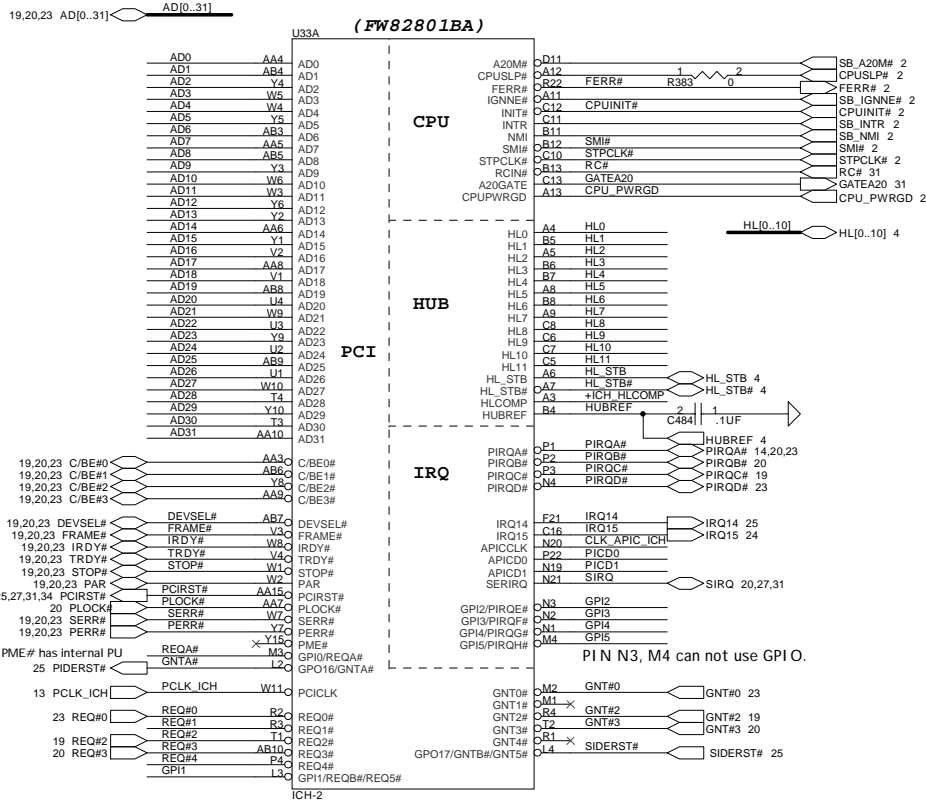 19,20,23 AD[0..31] AD[0..31]
(FW82801BA)
U33A
AD0 AA4 AD0
AD1 AB4 AD1
AD2 Y4 AD2
AD3 W5 AD3
AD4 W4 AD4
AD5 Y5 AD5
AD6 AB3 AD6
AD7 AA5 AD7
AD8 AB5 AD8
AD9 Y3 AD9
AD10 W6 AD10
AD11 W3 AD11
AD12 Y6 AD12
AD13 Y2 AD13
AD14 AA6 AD14
AD15 Y1 AD15
AD16 V2 AD16
AD17 AA8 AD17
AD18 V1 AD18
AD19 AB8 AD19
AD20 U4 AD20
AD21 W9 AD21
AD22 U3 AD22
AD23 Y9 AD23
AD24 U2 AD24
AD25 AB9 AD25
AD26 U1 AD26
AD27 W10 AD27
AD28 T4 AD28
AD29 Y10 AD29
AD30 T3 AD30
AD31 AA10 AD31
19,20,23 C/BE#0 AA3 C/BE0#
19,20,23 C/BE#1 AB6 C/BE1#
19,20,23 C/BE#2 Y8 C/BE2#
19,20,23 C/BE#3 AA9 C/BE3#
19,20,23 DEVSEL# DEVSEL# AB7 DEVSEL#
19,20,23 FRAME# FRAME# V3 FRAME#
19,20,23 IRDY# IRDY# W8 IRDY#
19,20,23 TRDY# TRDY# V4 TRDY#
19,20,23 STOP# STOP# W1 STOP#
19,20,23 PAR W2 PAR
5,27,31,34 PCIRST# PCIRST# AA15 PCIRST#
20 PLOCK# PLOCK# AA7 PLOCK#
19,20,23 SERR# SERR# W7 SERR#
19,20,23 PERR# PERR# Y7 PERR#
Y15 PME#
PME# has internal PU
REQA# M3 GPI0/REQA#
25 PIDERST# GNTA# L2 GPO16/GNTA#
13 PCLK_ICH PCLK_ICH W11 PCICLK
23 REQ#0 REQ#0 R2 REQ0#
REQ#1 R3 REQ1#
19 REQ#2 REQ#2 T1 REQ2#
20 REQ#3 REQ#3 AB10 REQ3#
REQ#4 P4 REQ4#
GPI1 L3 GPI1/REQB#/REQ5#
ICH-2
PCI
CPU
A20M# D11 SB_A20M# 2
CPUSLP# A12 1 2 CPUSLP# 2
FERR# R22 FERR# R383 0 FERR# 2
IGNNE# A11 SB_IGNNE# 2
INIT# C12 CPUINIT# CPUINIT# 2
INTR C11 SB_INTR 2
NMI B11 SB_NMI 2
SMI# B12 SMI# SMI# 2
STPCLK# C10 STPCLK# STPCLK# 2
RCIN# B13 RC# RC# 31
A20GATE C13 GATEA20 GATEA20 31
CPUPWRGD A13 CPU_PWRGD CPU_PWRGD 2
HUB
HL[0..10] HL[0..10] 4
HL0 A4 HL0
HL1 B5 HL1
HL2 A5 HL2
HL3 B6 HL3
HL4 B7 HL4
HL5 A8 HL5
HL6 B8 HL6
HL7 A9 HL7
HL8 C8 HL8
HL9 C6 HL9
HL10 C7 HL10
HL11 C5 HL11
HL_STB A6 HL_STB HL_STB 4
HL_STB# A7 HL_STB# HL_STB# 4
HLCOMP A3 +ICH_HLCOMP
HUBREF B4 HUBREF 2 1
C484 .1UF
HUBREF 4
IRQ
PIRQA# P1 PIRQA# PIRQA# 14,20,23
PIRQB# P2 PIRQB# PIRQB# 20
PIRQC# P3 PIRQC# PIRQC# 19
PIRQD# N4 PIRQD# PIRQD# 23
IRQ14 F21 IRQ14 IRQ14 25
IRQ15 C16 IRQ15 IRQ15 24
APICCLK N20 CLK_APIC_ICH
APICD0 P22 PICD0
APICD1 N19 PICD1
SERIRQ N21 SIRQ SIRQ 20,27,31
GPI2/PIRQE# N3 GPI2
GPI3/PIRQF# N2 GPI3
GPI4/PIRQG# N1 GPI4
GPI5/PIRQH# M4 GPI5
PIN N3, M4 can not use GPIO.
GNT0# M2 GNT#0 GNT#0 23
GNT1# M1
GNT2# R4 GNT#2 GNT#2 19
GNT3# T2 GNT#3 GNT#3 20
GNT4# R1
GPO17/GNTB#/GNT5# L4 SIDERST# SIDERST# 25